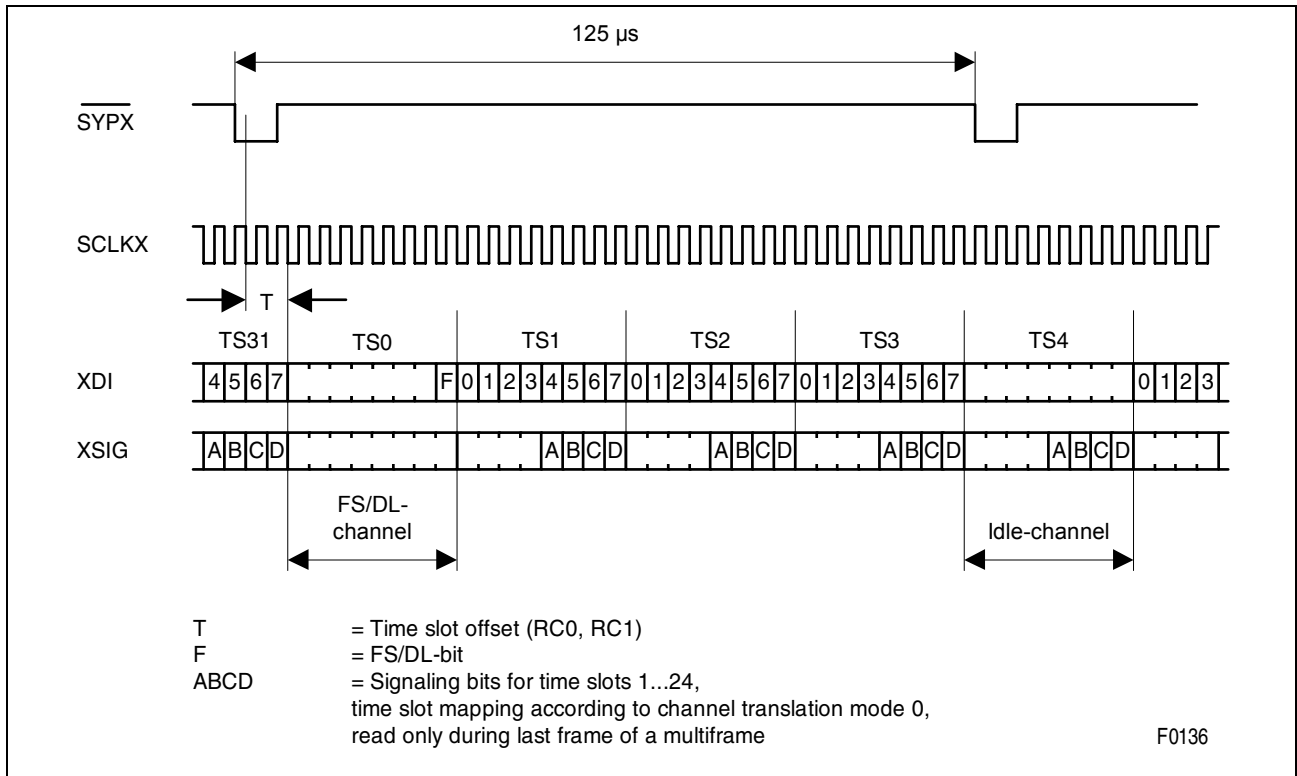 125 µs
SYPX
SCLKX
T
TS31 TS0 TS1 TS2 TS3 TS4
XDI 4 5 6 7 F 0 1 2 3 4 5 6 7 0 1 2 3 4 5 6 7 0 1 2 3 4 5 6 7 0 1 2 3
XSIG A B C D A B C D A B C D A B C D A B C D
FS/DL-
channel
Idle-channel
T = Time slot offset (RC0, RC1)
F = FS/DL-bit
ABCD = Signaling bits for time slots 1...24,
time slot mapping according to channel translation mode 0,
read only during last frame of a multiframe
F0136